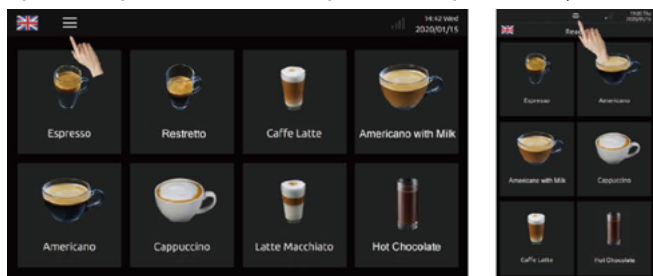 14:42 Wed
2020/01/15
Espresso
Restretto
Caffe Latte
Americano with Milk
Americano
Cappuccino
Latte Macchiato
Hot Chocolate
Espresso
Americano
Americano with Milk
Cappuccino
Caffe Latte
Hot Chocolate